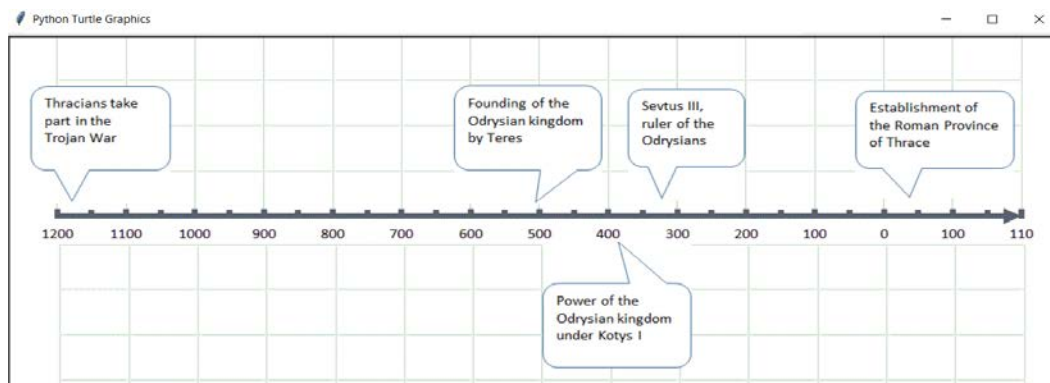 Python Turtle Graphics
Thracians take
part in the
Trojan War
Founding of the
Odrysian kingdom
by Teres
Sevtus III,
ruler of the
Odrysians
Establishment of
the Roman Province
of Thrace
1200 1100 1000 900 800 700 600 500 400 300 200 100 0 100 110
Power of the
Odrysian kingdom
under Kotys I